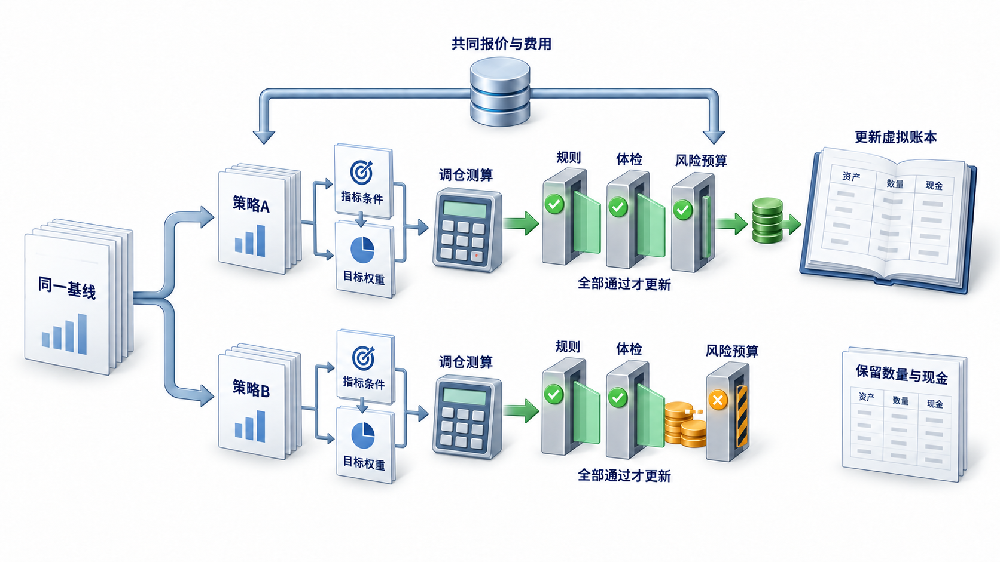 共同报价与费用
更新虚拟账本
资产 数量 现金
同一基线
策略A
指标条件
目标权重
调仓测算
规则
体检
风险预算
全部通过才更新
策略B
指标条件
目标权重
调仓测算
规则
体检
风险预算
全部通过才更新
保留数量与现金
资产 数量 现金